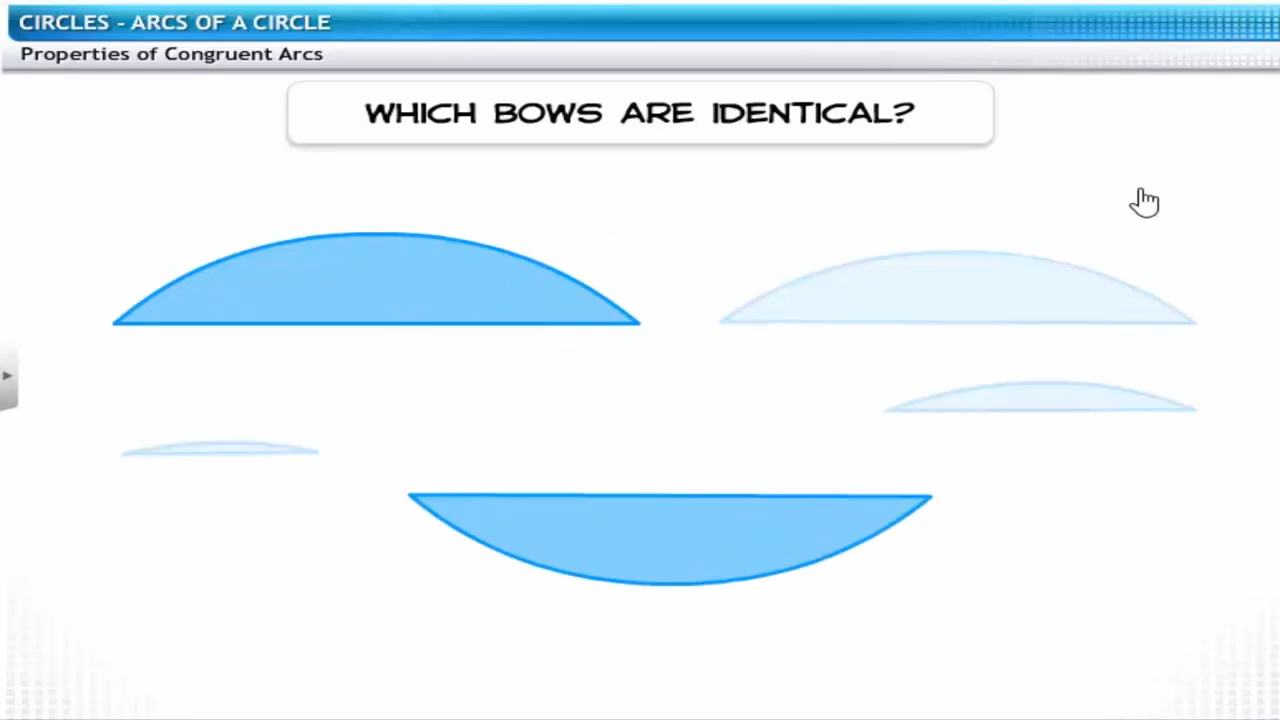 CIRCLES - ARCS OF A CIRCLE
Properties of Congruent Arcs
WHICH BOWS ARE IDENTICAL?